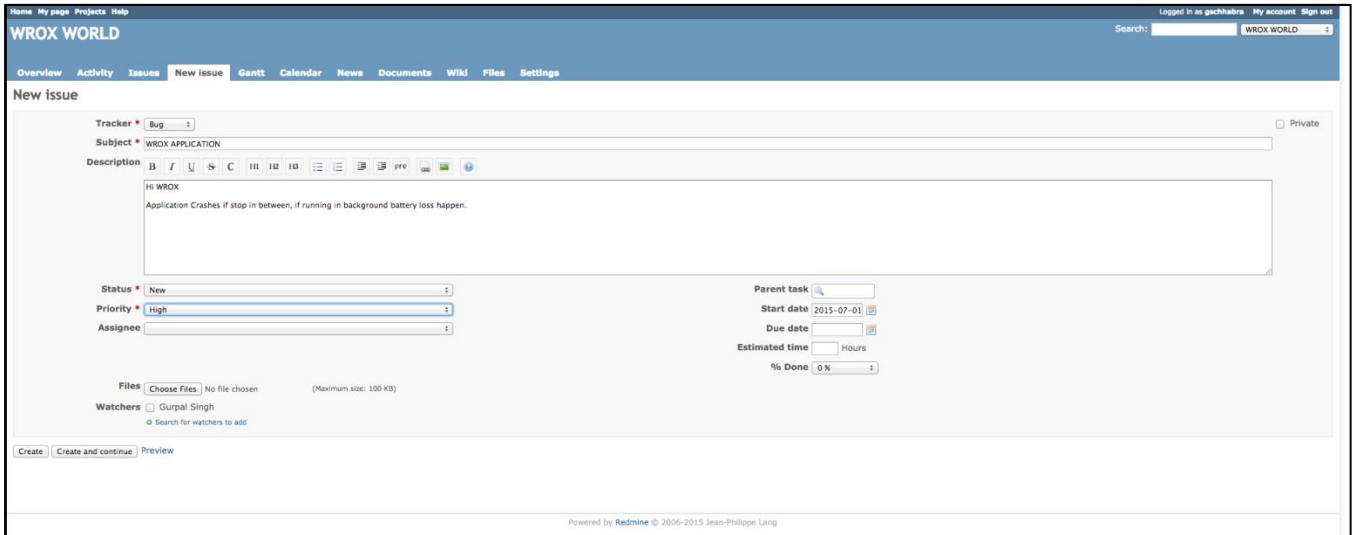 Home My page Projects Help Logged in as gschhabra My account Sign out
WROX WORLD Search: WROX WORLD
Overview Activity Issues New issue Gantt Calendar News Documents Wiki Files Settings
New issue
Tracker * Bug Private
Subject * WROX APPLICATION
Description B I U S C H1 H2 H3 pre
Hi WROX
Application Crashes if stop in between, if running in background battery loss happen.
Status * New Parent task
Priority * High Start date 2015-07-01
Assignee Due date
Estimated time Hours
% Done 0 %
Files Choose Files No file chosen (Maximum size: 100 KB)
Watchers Gurpal Singh
Search for watchers to add
Create Create and continue Preview
Powered by Redmine © 2006-2015 Jean-Philippe Lang